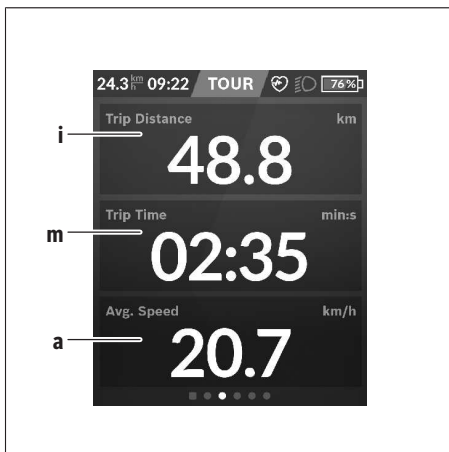 24.3 km/h 09:22 TOUR 76%
Trip Distance km
i
48.8
Trip Time min:s
m
02:35
Avg. Speed km/h
a
20.7